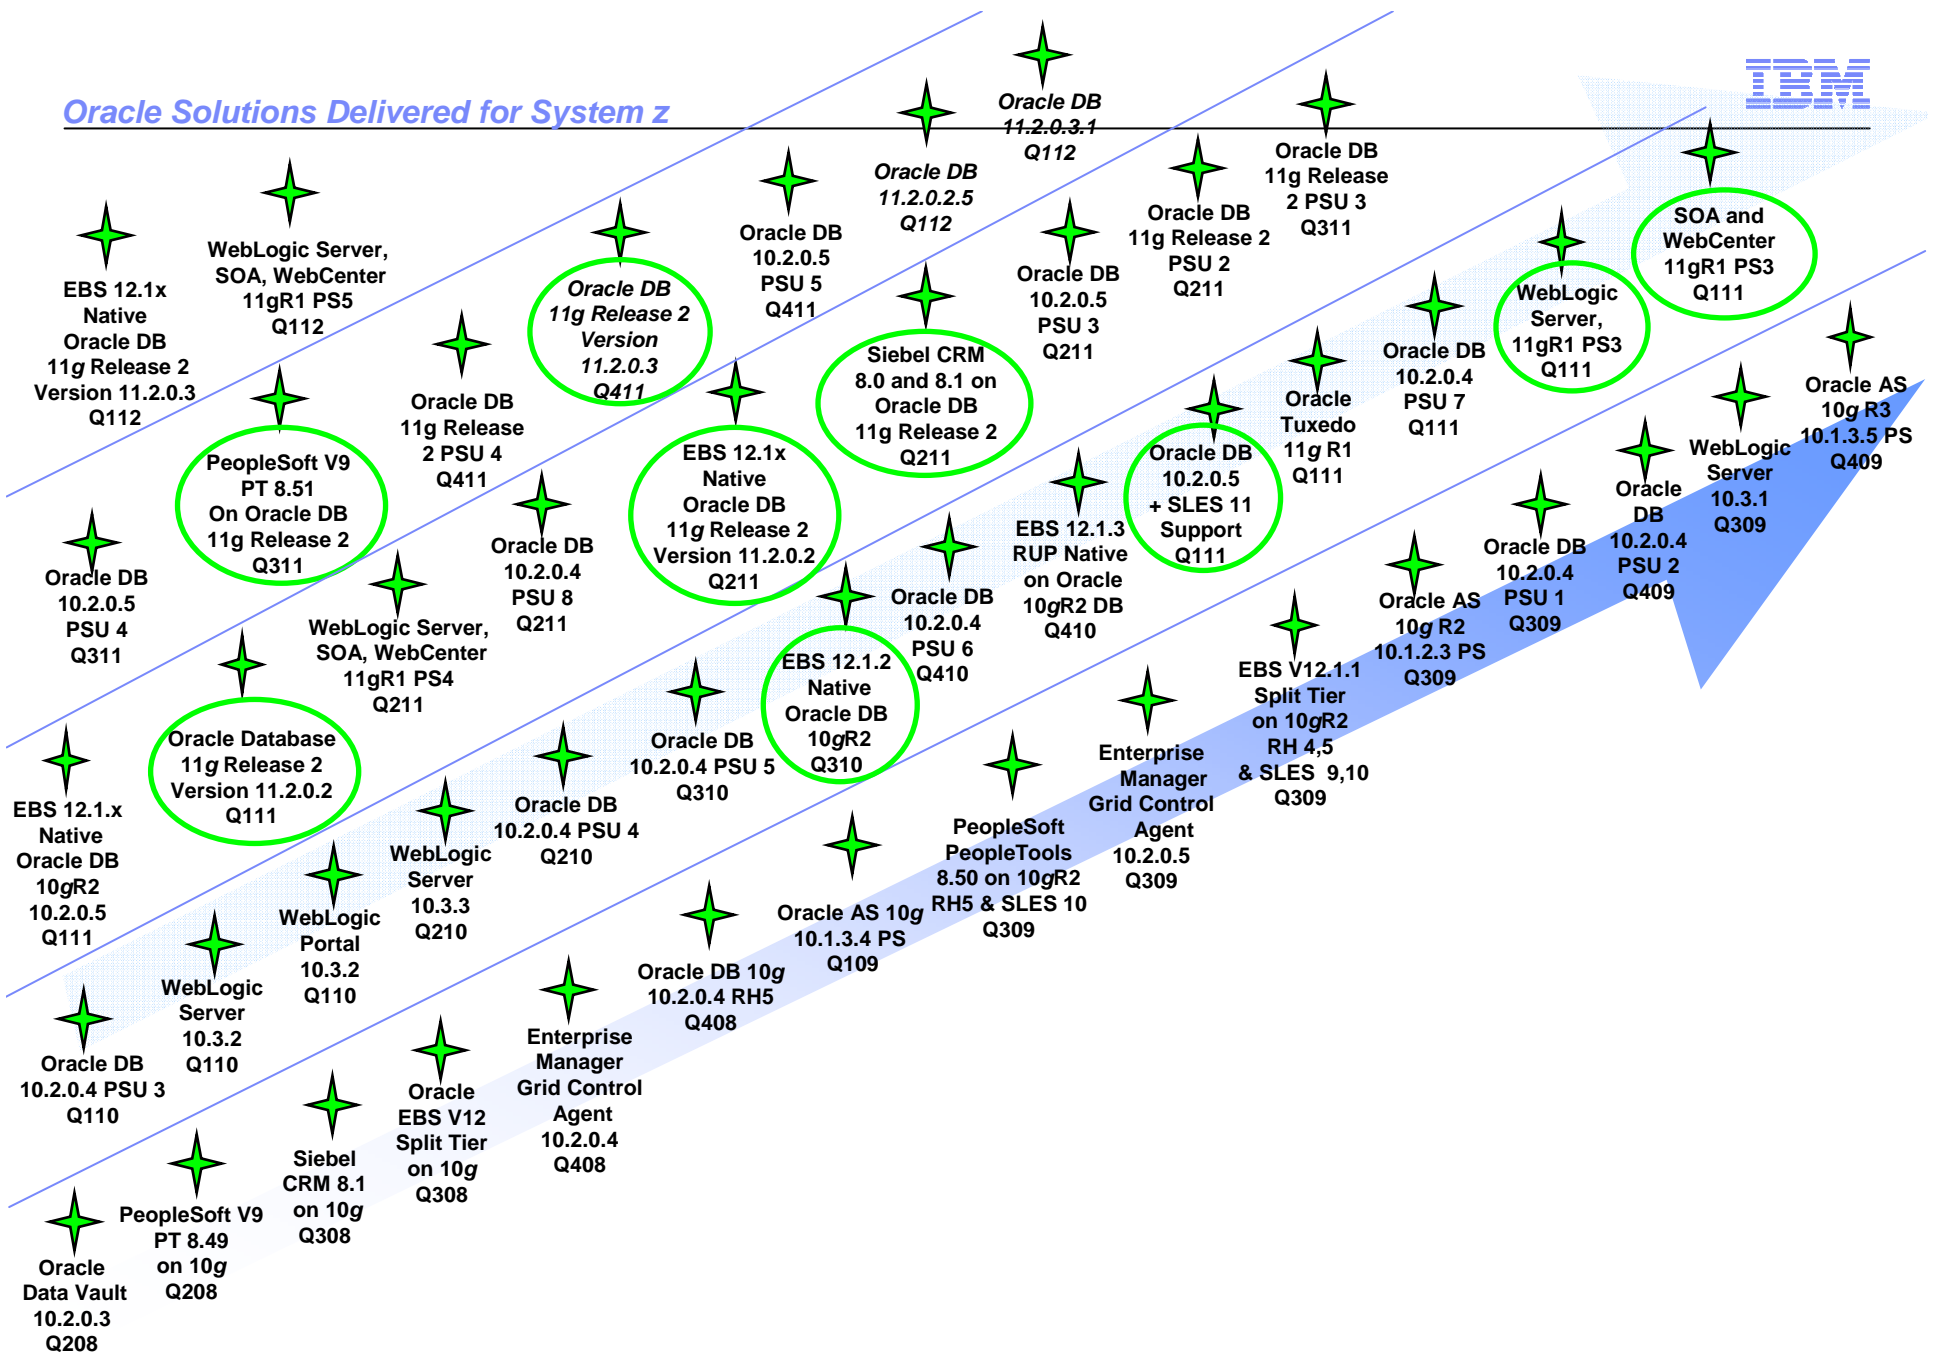 IBM
Oracle Solutions Delivered for System z
EBS 12.1x
Native
Oracle DB
11g Release 2
Version 11.2.0.3
Q112
WebLogic Server,
SOA, WebCenter
11gR1 PS5
Q112
Oracle DB
10.2.0.5
PSU 4
Q311
PeopleSoft V9
PT 8.51
On Oracle DB
11g Release 2
Q311
Oracle DB
11g Release
2 PSU 4
Q411
Oracle DB
11g Release 2
Version
11.2.0.3
Q411
Oracle DB
10.2.0.5
PSU 5
Q411
Oracle DB
11.2.0.2.5
Q112
Oracle DB
11.2.0.3.1
Q112
EBS 12.1.x
Native
Oracle DB
10gR2
10.2.0.5
Q111
Oracle Database
11g Release 2
Version 11.2.0.2
Q111
WebLogic Server,
SOA, WebCenter
11gR1 PS4
Q211
Oracle DB
10.2.0.4
PSU 8
Q211
EBS 12.1x
Native
Oracle DB
11g Release 2
Version 11.2.0.2
Q211
Siebel CRM
8.0 and 8.1 on
Oracle DB
11g Release 2
Q211
Oracle DB
10.2.0.5
PSU 3
Q211
Oracle DB
11g Release 2
PSU 2
Q211
Oracle DB
11g Release
2 PSU 3
Q311
Oracle DB
10.2.0.4 PSU 3
Q110
WebLogic
Server
10.3.2
Q110
WebLogic
Portal
10.3.2
Q110
WebLogic
Server
10.3.3
Q210
Oracle DB
10.2.0.4 PSU 4
Q210
Oracle DB
10.2.0.4 PSU 5
Q310
EBS 12.1.2
Native
Oracle DB
10gR2
Q310
Oracle DB
10.2.0.4
PSU 6
Q410
EBS 12.1.3
RUP Native
on Oracle
10gR2 DB
Q410
Oracle DB
10.2.0.5
+ SLES 11
Support
Q111
Oracle
Tuxedo
11g R1
Q111
Oracle DB
10.2.0.4
PSU 7
Q111
WebLogic
Server,
11gR1 PS3
Q111
SOA and
WebCenter
11gR1 PS3
Q111
Oracle
Data Vault
10.2.0.3
Q208
PeopleSoft V9
PT 8.49
on 10g
Q208
Siebel
CRM 8.1
on 10g
Q308
Oracle
EBS V12
Split Tier
on 10g
Q308
Enterprise
Manager
Grid Control
Agent
10.2.0.4
Q408
Oracle DB 10g
10.2.0.4 RH5
Q408
Oracle AS 10g
10.1.3.4 PS
Q109
PeopleSoft
PeopleTools
8.50 on 10gR2
RH5 & SLES 10
Q309
Enterprise
Manager
Grid Control
Agent
10.2.0.5
Q309
EBS V12.1.1
Split Tier
on 10gR2
RH 4,5
& SLES 9,10
Q309
Oracle AS
10g R2
10.1.2.3 PS
Q309
Oracle DB
10.2.0.4
PSU 1
Q309
Oracle
DB
10.2.0.4
PSU 2
Q409
WebLogic
Server
10.3.1
Q309
Oracle AS
10g R3
10.1.3.5 PS
Q409